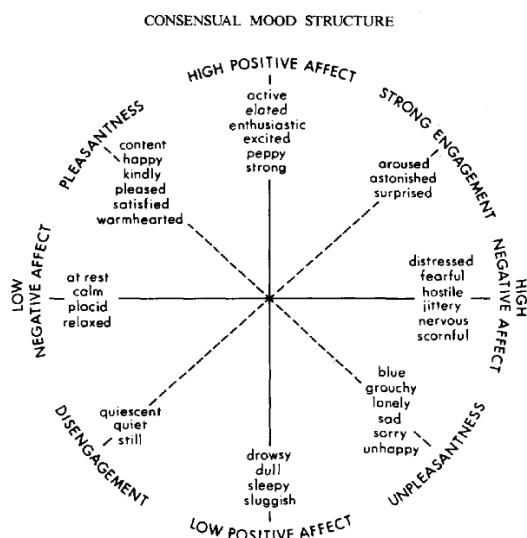 CONSENSUAL MOOD STRUCTURE
HIGH POSITIVE AFFECT
active
elated
enthusiastic
excited
peppy
strong
STRONG ENGAGEMENT
aroused
astonished
surprised
PLEASANTNESS
content
happy
kindly
pleased
satisfied
warmhearted
LOW
NEGATIVE AFFECT
at rest
calm
placid
relaxed
HIGH
NEGATIVE AFFECT
distressed
fearful
hostile
jittery
nervous
scornful
DISENGAGEMENT
quiescent
quiet
still
UNPLEASANTNESS
blue
grouchy
lonely
sad
sorry
unhappy
drowsy
dull
sleepy
sluggish
LOW POSITIVE AFFECT